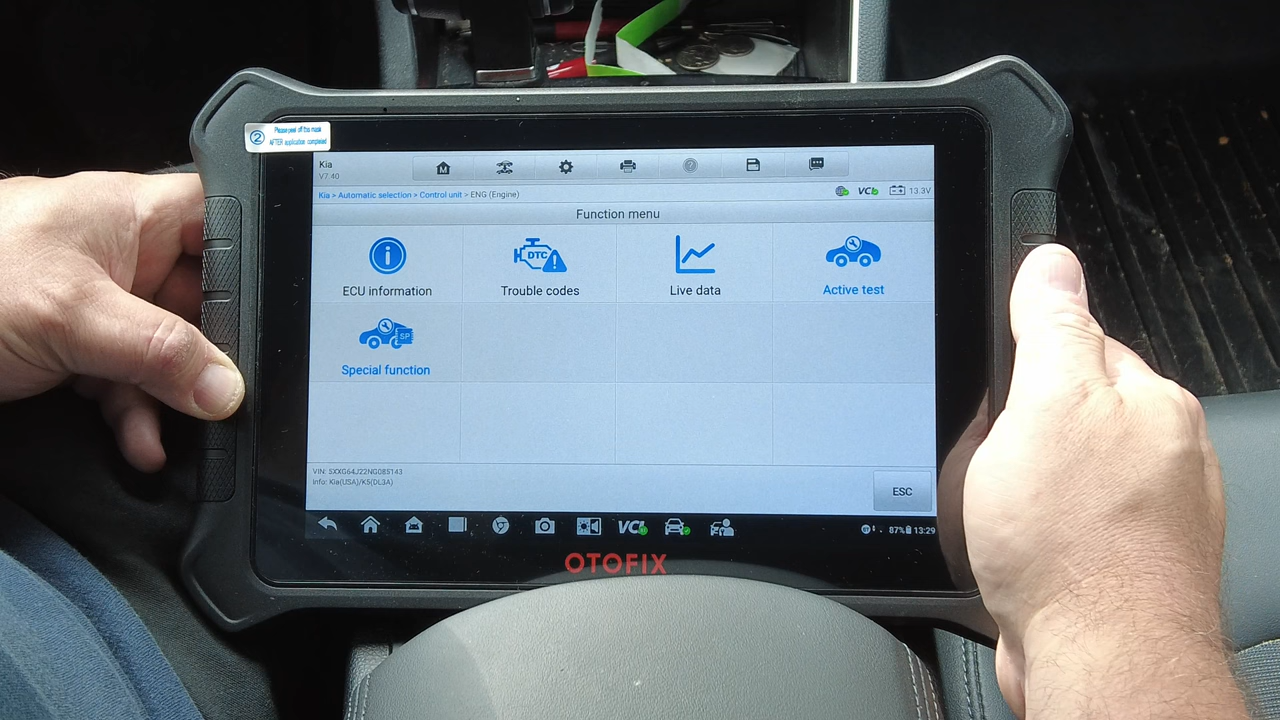 2
Please peel off the mask
AFTER application completed
Kia
V7.40
M
?
Kia > Automatic selection > Control unit > ENG (Engine)
VCI
13.3V
Function menu
i
DTC
ECU information
Trouble codes
Live data
Active test
SP
Special function
VIN: 5XXG64J22NG085143
Info: Kia(USA)/K5(DL3A)
ESC
VCI
87%
13:29
OTOFIX